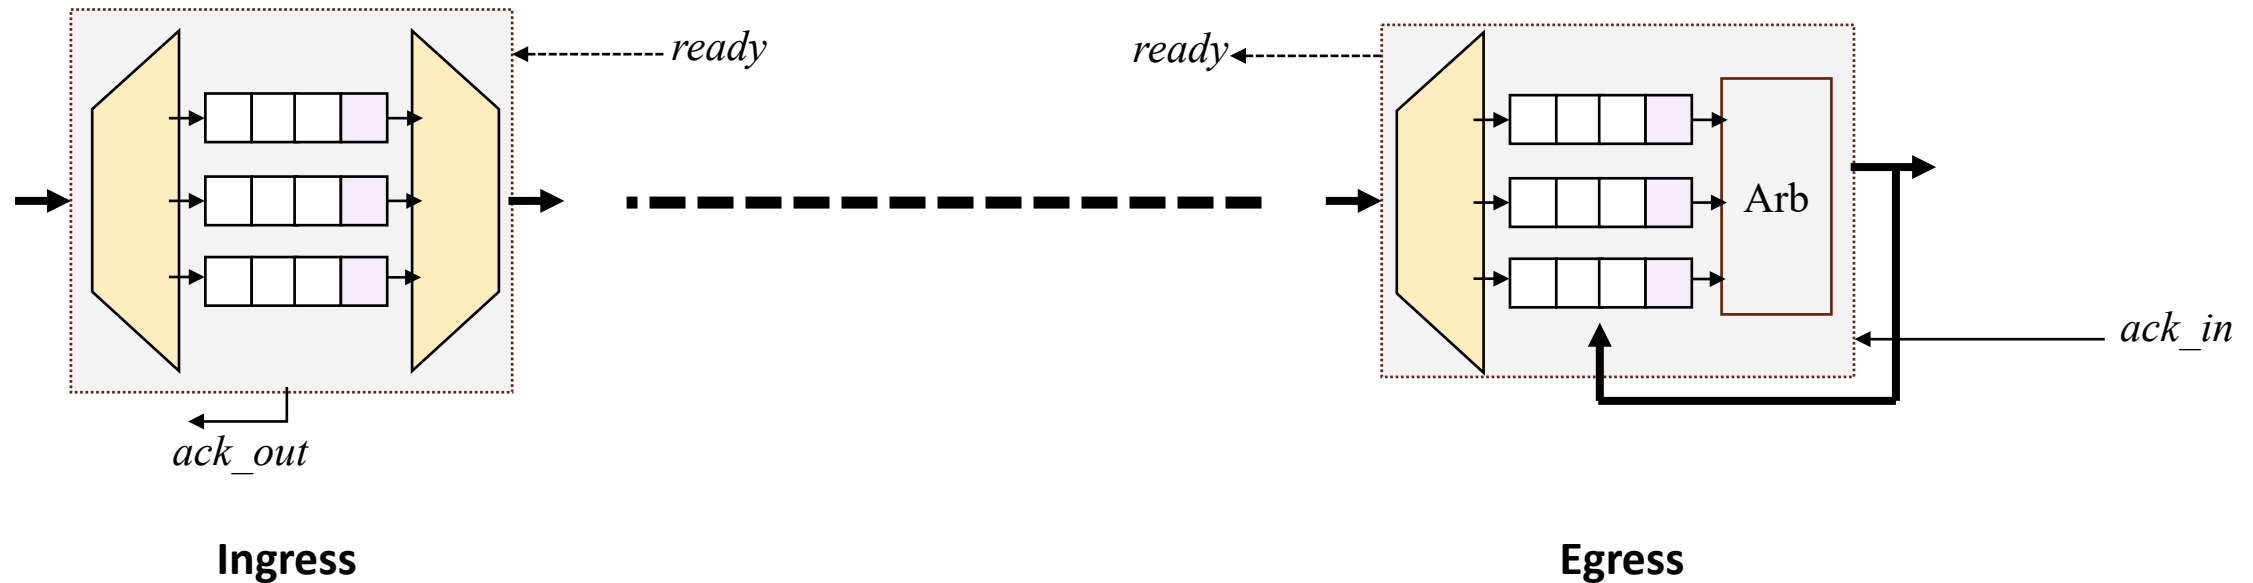 ready
ready
Arb
ack_in
ack_out
Ingress
Egress